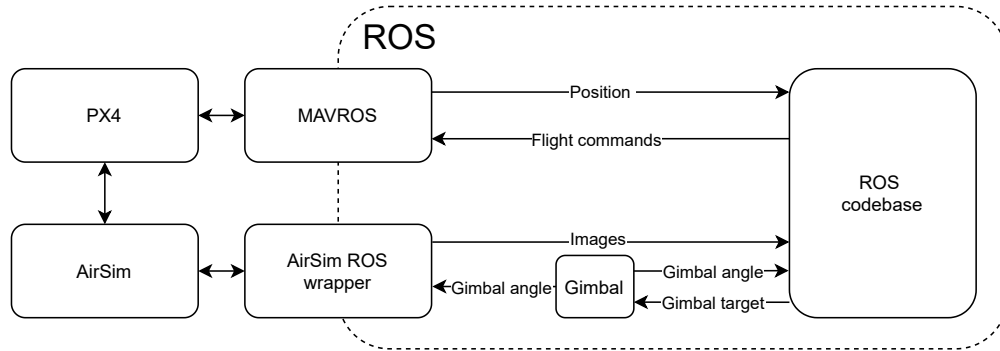 ROS
PX4
MAVROS
Position
Flight commands
ROS
codebase
AirSim
AirSim ROS
wrapper
Images
Gimbal angle
Gimbal
Gimbal angle
Gimbal target